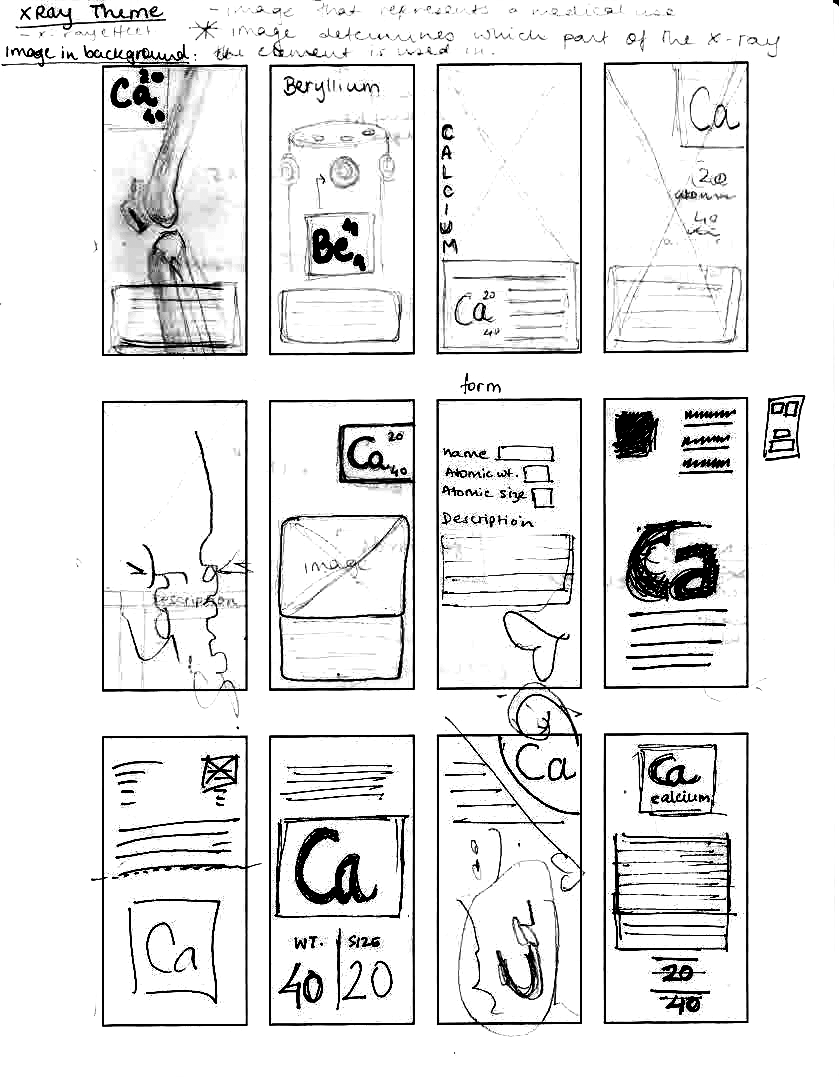 XRay Theme - image that represents a medical use
- x-ray effect * image determines which part of the x-ray
Image in background: the element is used in.
Ca 20 40
Beryllium
Be 4
CALCIUM
Ca 20 40
Ca
20
40
form
Description
Ca 20 40
image
name
Atomic wt.
Atomic size
Description
Ca
Ca
Ca
WT. SIZE
40 20
Ca
Ca
Ca
calcium
20
40